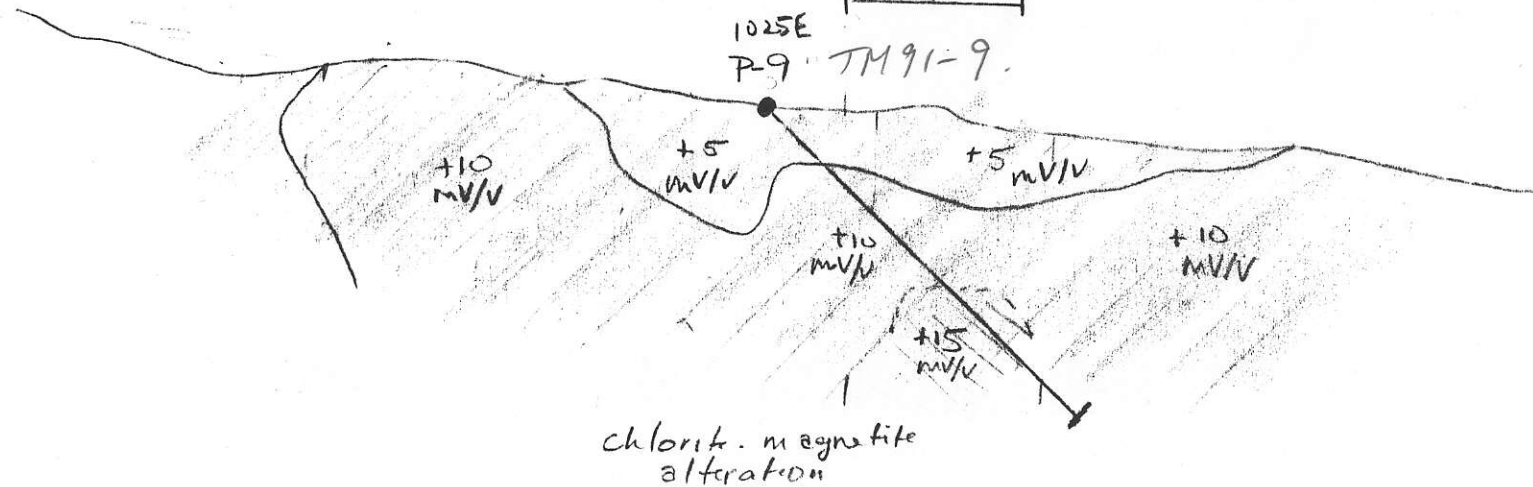 1025E
P-9 TM91-9.
+10
mV/V
+5
mV/V
+5 mV/V
+10
mV/V
+10
mV/V
+15
mV/V
chlorite. magnetite
alteration